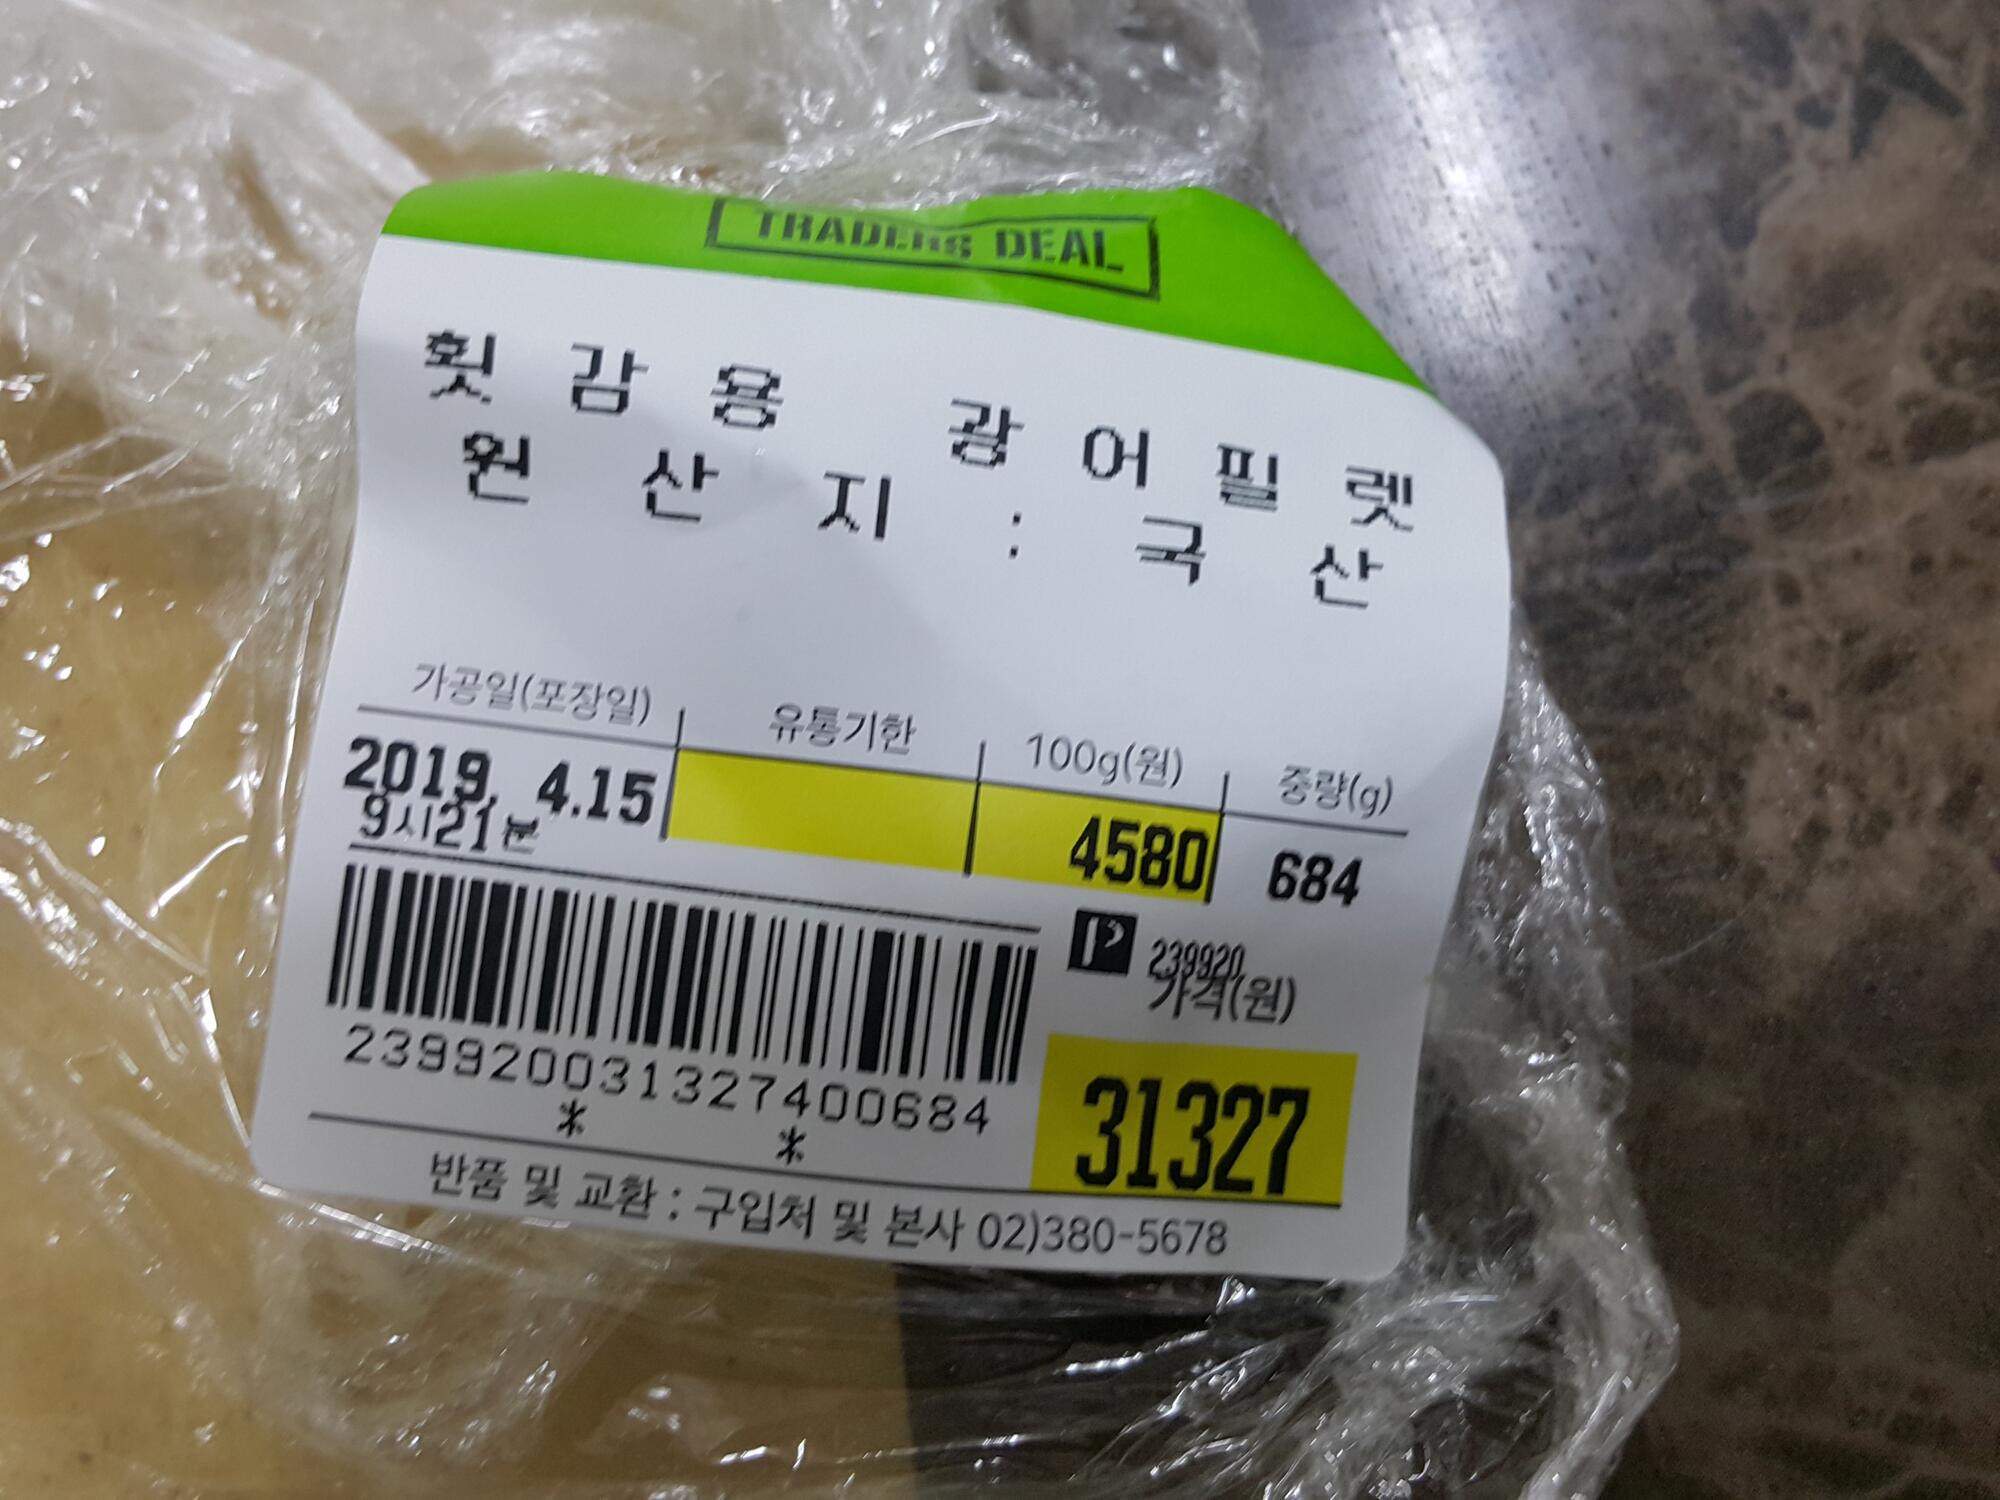 TRADERS DEAL
횟감용 광어필렛
원산지 : 국산
가공일(포장일) 유통기한 100g(원) 중량(g)
2019. 4.15 4580 684
9시21분
239920
가격(원)
239920031327400684
31327
* *
반품 및 교환 : 구입처 및 본사 02)380-5678